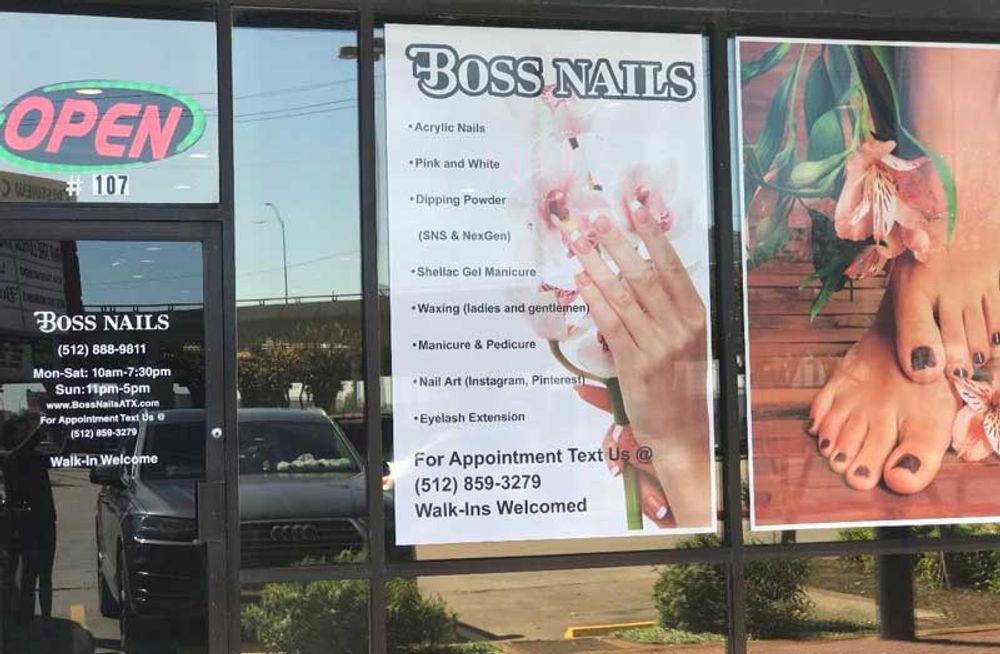 OPEN
# 107
BOSS NAILS
(512) 888-9811
Mon-Sat: 10am-7:30pm
Sun: 11pm-5pm
www.BossNailsATX.com
For Appointment Text Us @
(512) 859-3279
Walk-In Welcome
BOSS NAILS
• Acrylic Nails
• Pink and White
• Dipping Powder
(SNS & NexGen)
• Shellac Gel Manicure
• Waxing (ladies and gentlemen)
• Manicure & Pedicure
• Nail Art (Instagram, Pinterest)
• Eyelash Extension
For Appointment Text Us @
(512) 859-3279
Walk-Ins Welcomed